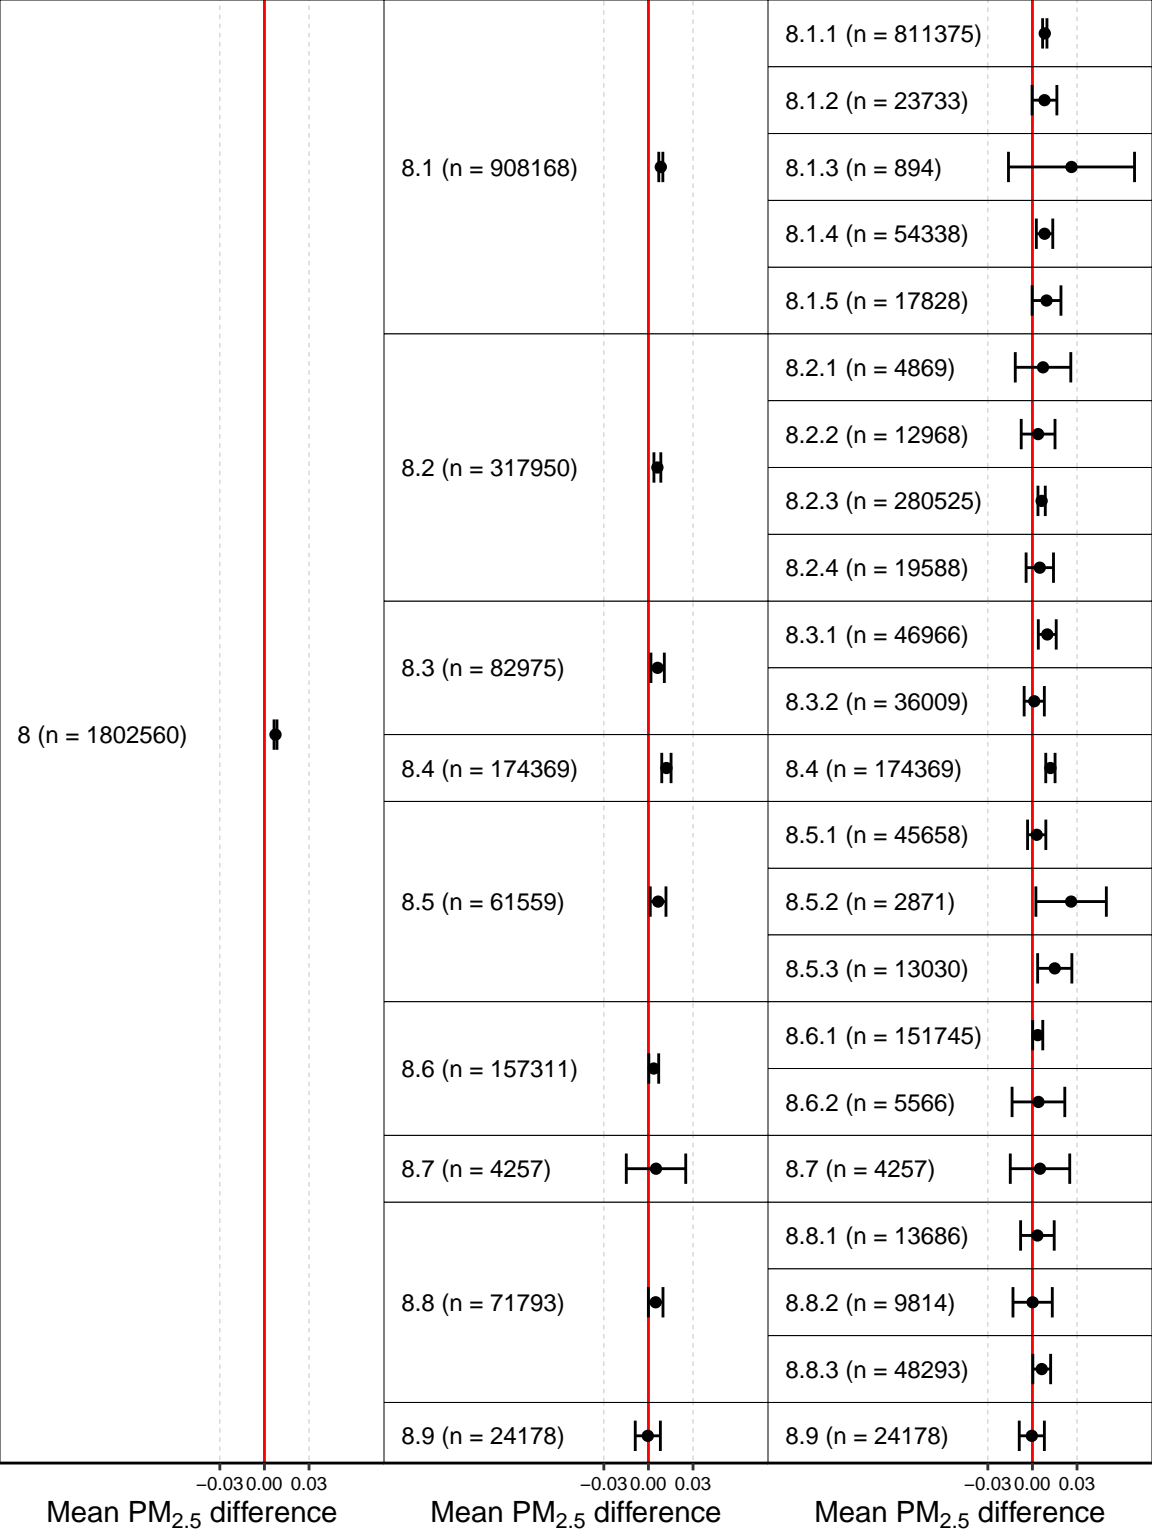 8 (n = 1802560)
8.1 (n = 908168)
8.2 (n = 317950)
8.3 (n = 82975)
8.4 (n = 174369)
8.5 (n = 61559)
8.6 (n = 157311)
8.7 (n = 4257)
8.8 (n = 71793)
8.9 (n = 24178)
8.1.1 (n = 811375)
8.1.2 (n = 23733)
8.1.3 (n = 894)
8.1.4 (n = 54338)
8.1.5 (n = 17828)
8.2.1 (n = 4869)
8.2.2 (n = 12968)
8.2.3 (n = 280525)
8.2.4 (n = 19588)
8.3.1 (n = 46966)
8.3.2 (n = 36009)
8.4 (n = 174369)
8.5.1 (n = 45658)
8.5.2 (n = 2871)
8.5.3 (n = 13030)
8.6.1 (n = 151745)
8.6.2 (n = 5566)
8.7 (n = 4257)
8.8.1 (n = 13686)
8.8.2 (n = 9814)
8.8.3 (n = 48293)
8.9 (n = 24178)
−0.03 0.00 0.03
−0.03 0.00 0.03
−0.03 0.00 0.03
Mean PM2.5 difference
Mean PM2.5 difference
Mean PM2.5 difference